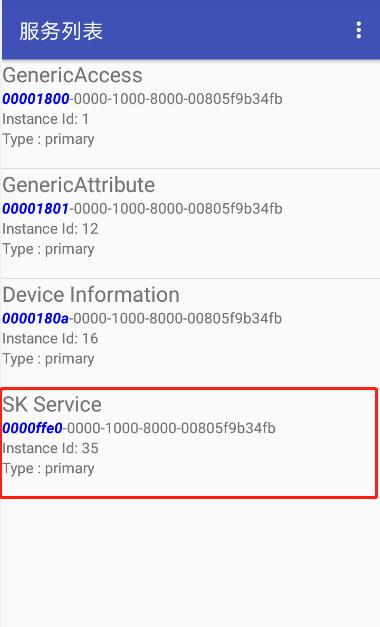 服务列表
GenericAccess
00001800-0000-1000-8000-00805f9b34fb
Instance Id: 1
Type : primary
GenericAttribute
00001801-0000-1000-8000-00805f9b34fb
Instance Id: 12
Type : primary
Device Information
0000180a-0000-1000-8000-00805f9b34fb
Instance Id: 16
Type : primary
SK Service
0000ffe0-0000-1000-8000-00805f9b34fb
Instance Id: 35
Type : primary